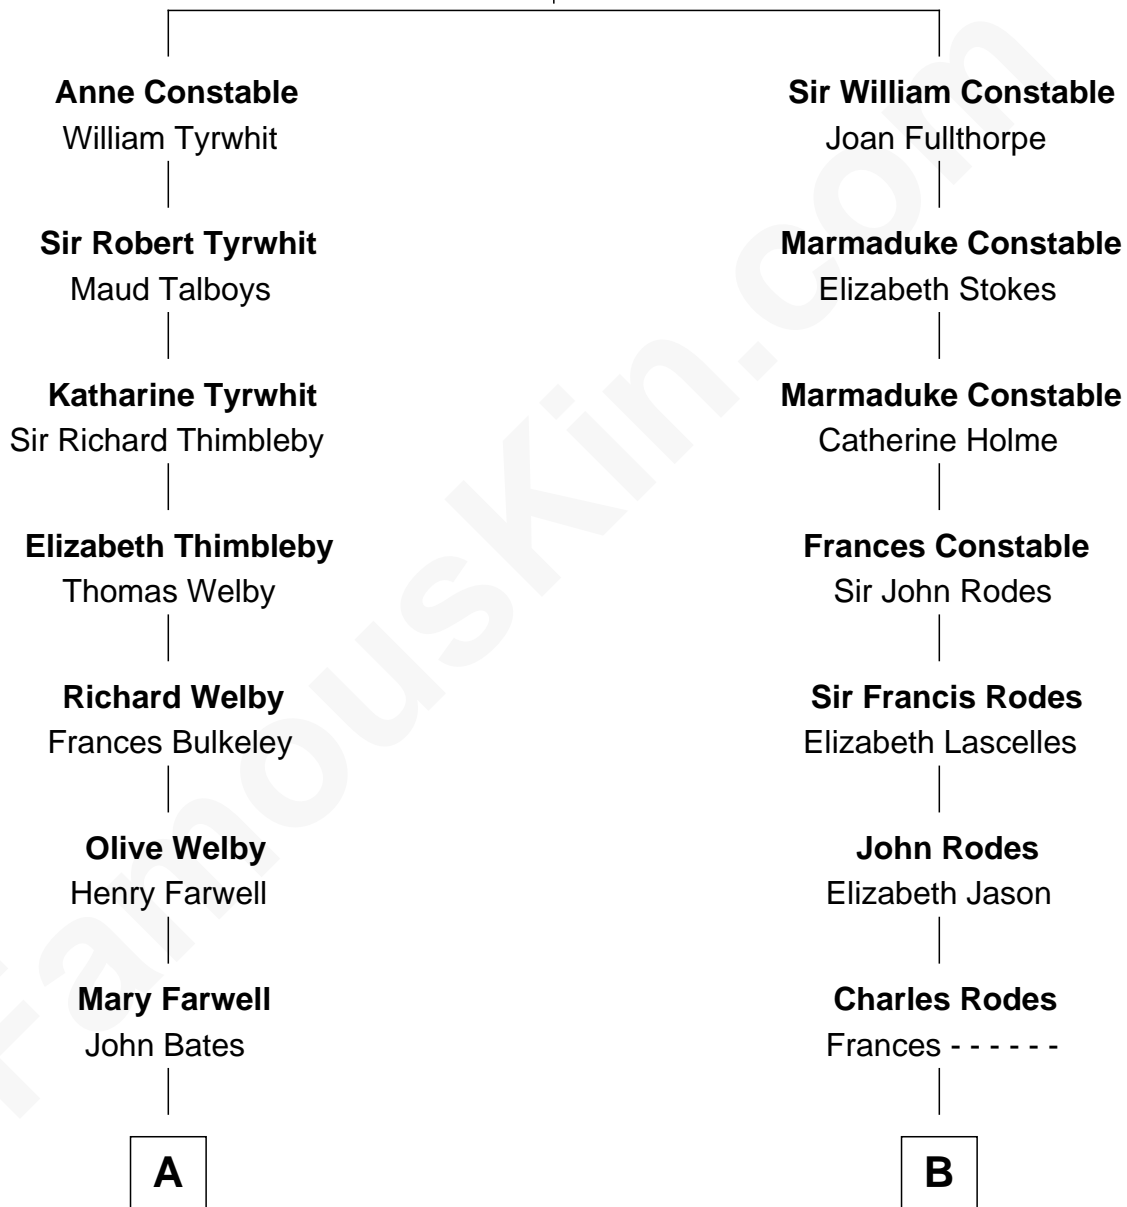 Anne Constable
William Tyrwhit
Sir Robert Tyrwhit
Maud Talboys
Katharine Tyrwhit
Sir Richard Thimbleby
Elizabeth Thimbleby
Thomas Welby
Richard Welby
Frances Bulkeley
Olive Welby
Henry Farwell
Mary Farwell
John Bates
A
Sir William Constable
Joan Fullthorpe
Marmaduke Constable
Elizabeth Stokes
Marmaduke Constable
Catherine Holme
Frances Constable
Sir John Rodes
Sir Francis Rodes
Elizabeth Lascelles
John Rodes
Elizabeth Jason
Charles Rodes
Frances - - - - - -
B
FamousKin.com